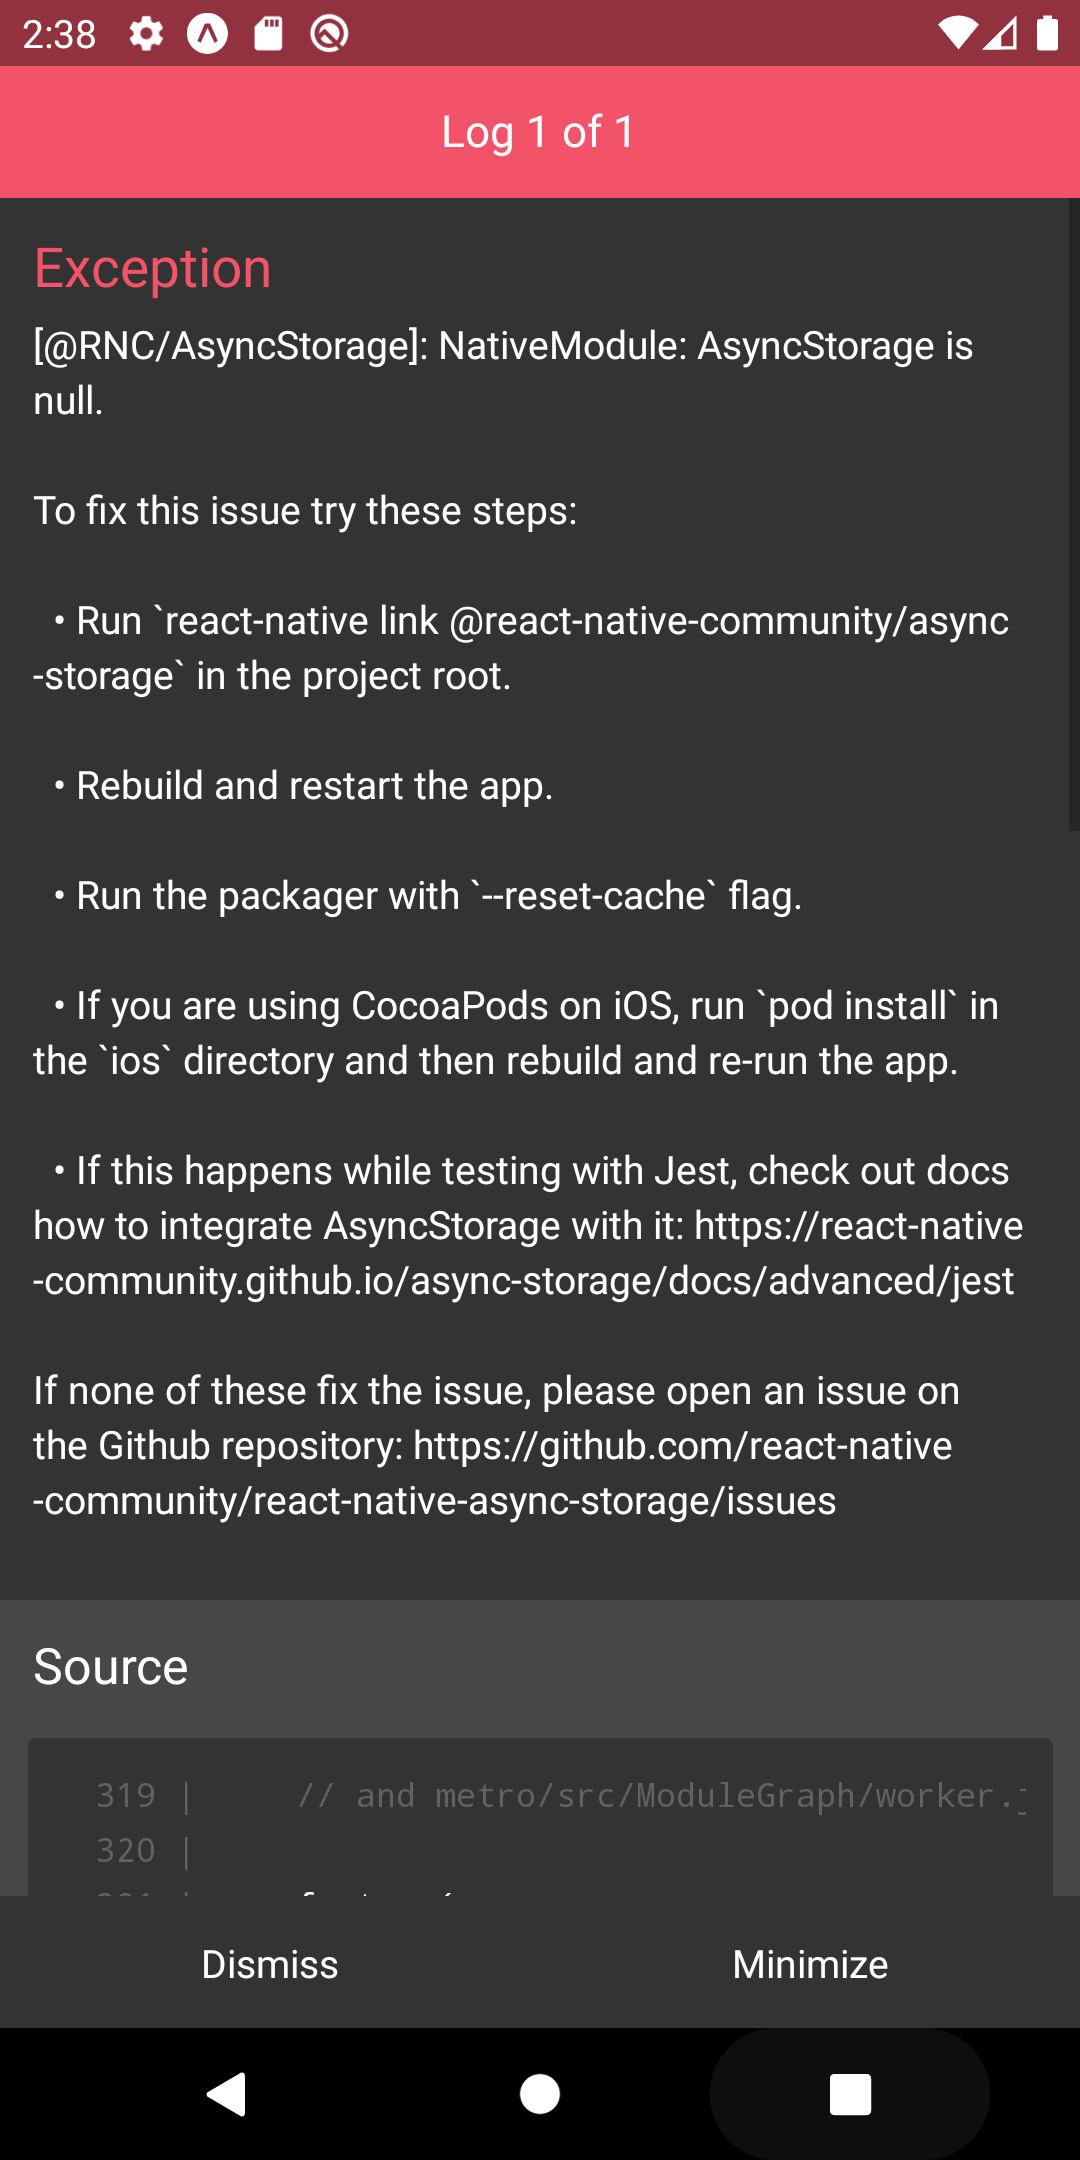 2:38
Log 1 of 1
Exception
[@RNC/AsyncStorage]: NativeModule: AsyncStorage is
null.
To fix this issue try these steps:
• Run `react-native link @react-native-community/async
-storage` in the project root.
• Rebuild and restart the app.
• Run the packager with `--reset-cache` flag.
• If you are using CocoaPods on iOS, run `pod install` in
the `ios` directory and then rebuild and re-run the app.
• If this happens while testing with Jest, check out docs
how to integrate AsyncStorage with it: https://react-native
-community.github.io/async-storage/docs/advanced/jest
If none of these fix the issue, please open an issue on
the Github repository: https://github.com/react-native
-community/react-native-async-storage/issues
Source
319 | // and metro/src/ModuleGraph/worker.j
320 |
Dismiss
Minimize